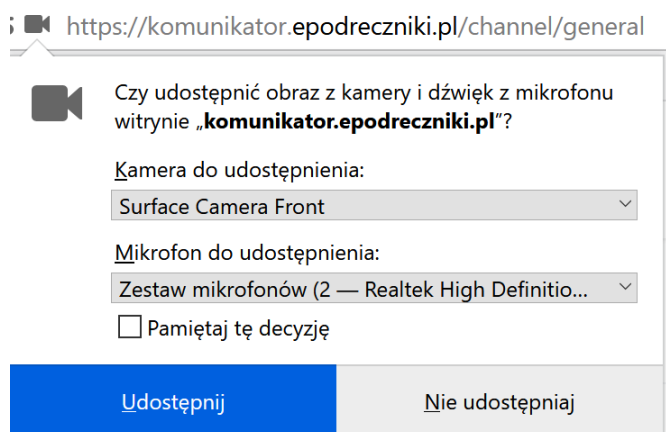 https://komunikator.epodreczniki.pl/channel/general
Czy udostępnić obraz z kamery i dźwięk z mikrofonu
witrynie „komunikator.epodreczniki.pl”?
Kamera do udostępnienia:
Surface Camera Front
Mikrofon do udostępnienia:
Zestaw mikrofonów (2 — Realtek High Definitio...
Pamiętaj tę decyzję
Udostępnij
Nie udostępniaj